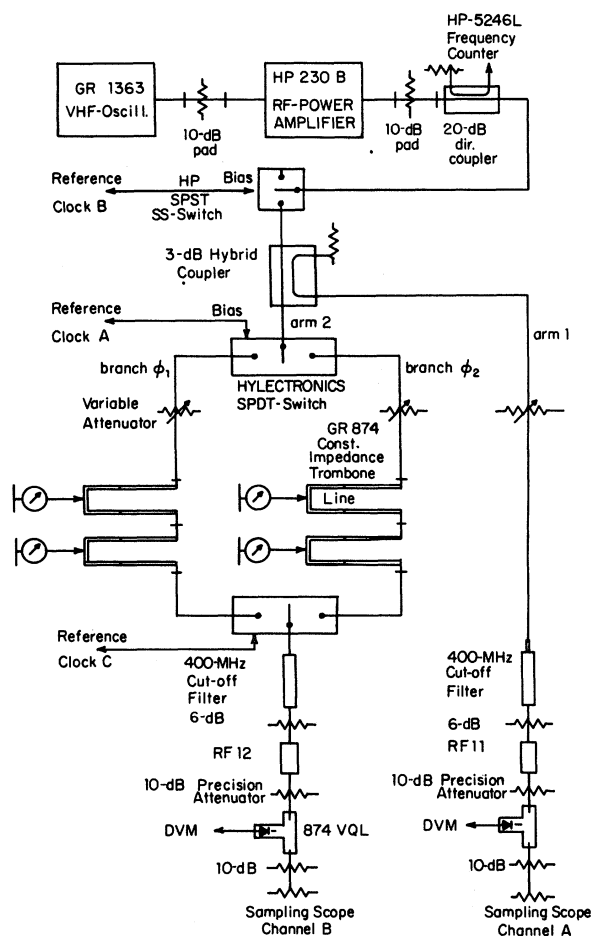 HP-5246L
Frequency
Counter
GR 1363
VHF-Oscill.
HP 230 B
RF-POWER
AMPLIFIER
10-dB
pad
10-dB
pad
20-dB
dir.
coupler
Reference
Clock B
HP
SPST
SS-Switch
Bias
3-dB Hybrid
Coupler
Reference
Clock A
Bias
arm 2
arm 1
branch ϕ1
HYLECTRONICS
SPDT-Switch
branch ϕ2
Variable
Attenuator
GR 874
Const.
Impedance
Trombone
Line
Reference
Clock C
400-MHz
Cut-off
Filter
400-MHz
Cut-off
Filter
6-dB
6-dB
RF 12
RF 11
10-dB Precision
Attenuator
10-dB Precision
Attenuator
DVM
874 VQL
DVM
10-dB
10-dB
Sampling Scope
Channel B
Sampling Scope
Channel A